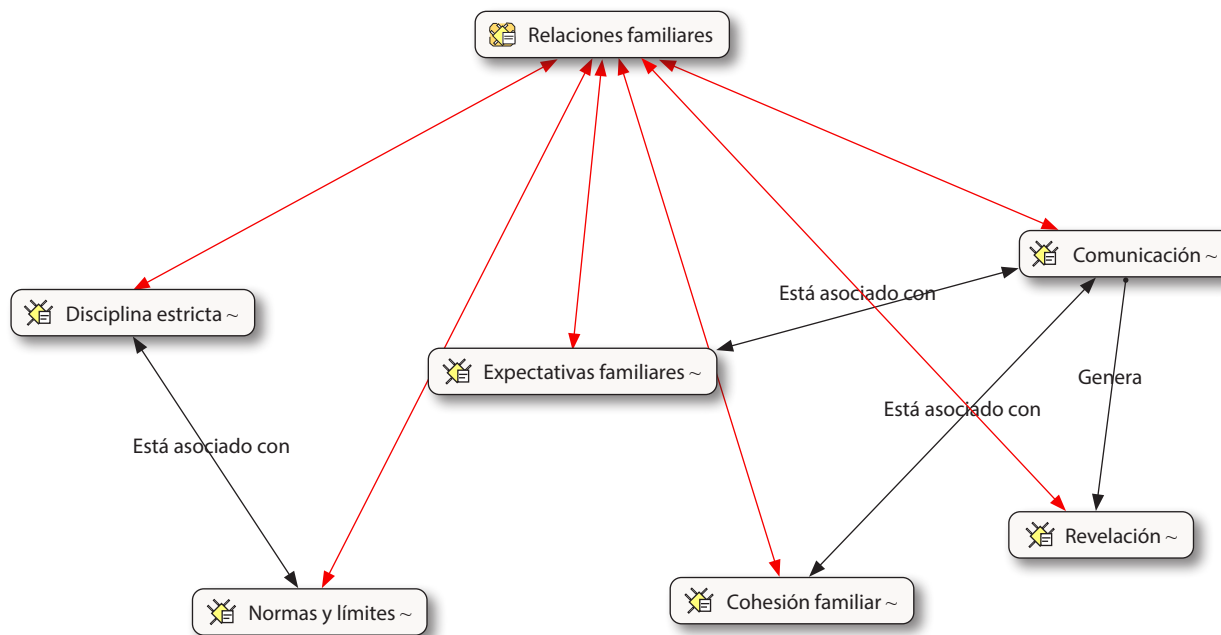 Relaciones familiares
Comunicación ~
Está asociado con
Disciplina estricta ~
Expectativas familiares ~
Genera
Está asociado con
Está asociado con
Revelación ~
Normas y límites ~
Cohesión familiar ~